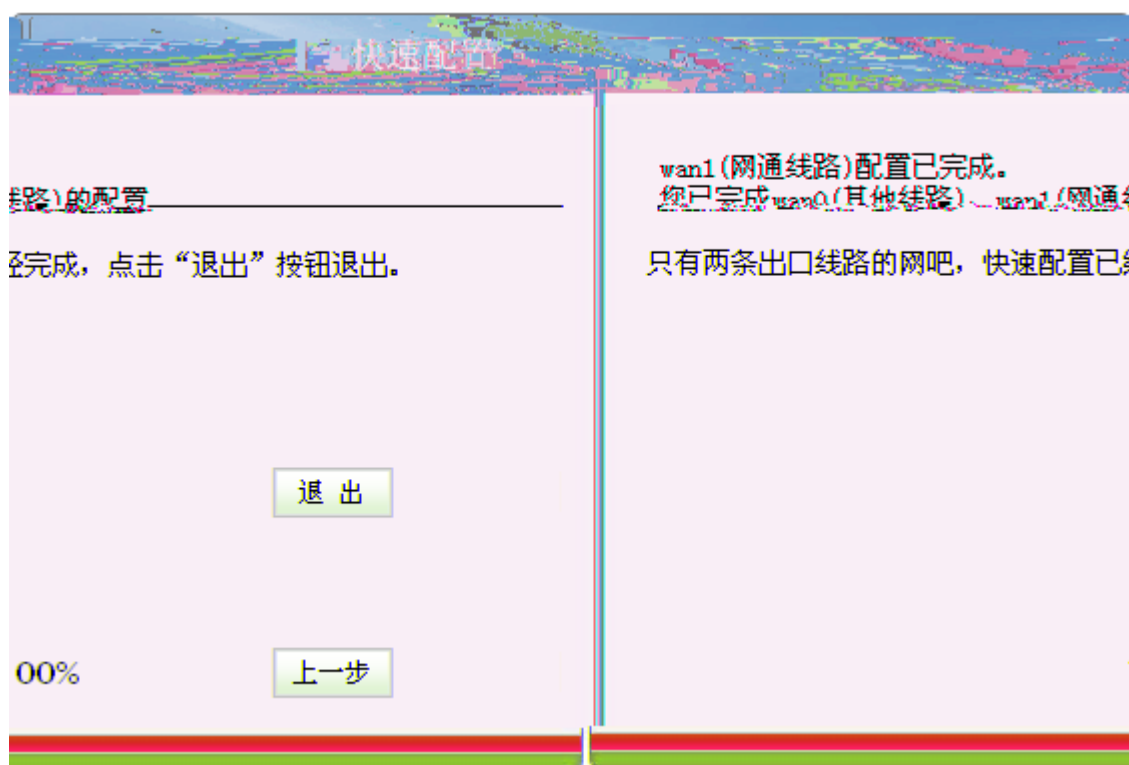 快速配置
wan1(网通线路)配置已完成。
线路)的配置
您已完成wan0(其他线路)、wan1(网通
经完成，点击“退出”按钮退出。
只有两条出口线路的网吧，快速配置已
退 出
00%
上一步